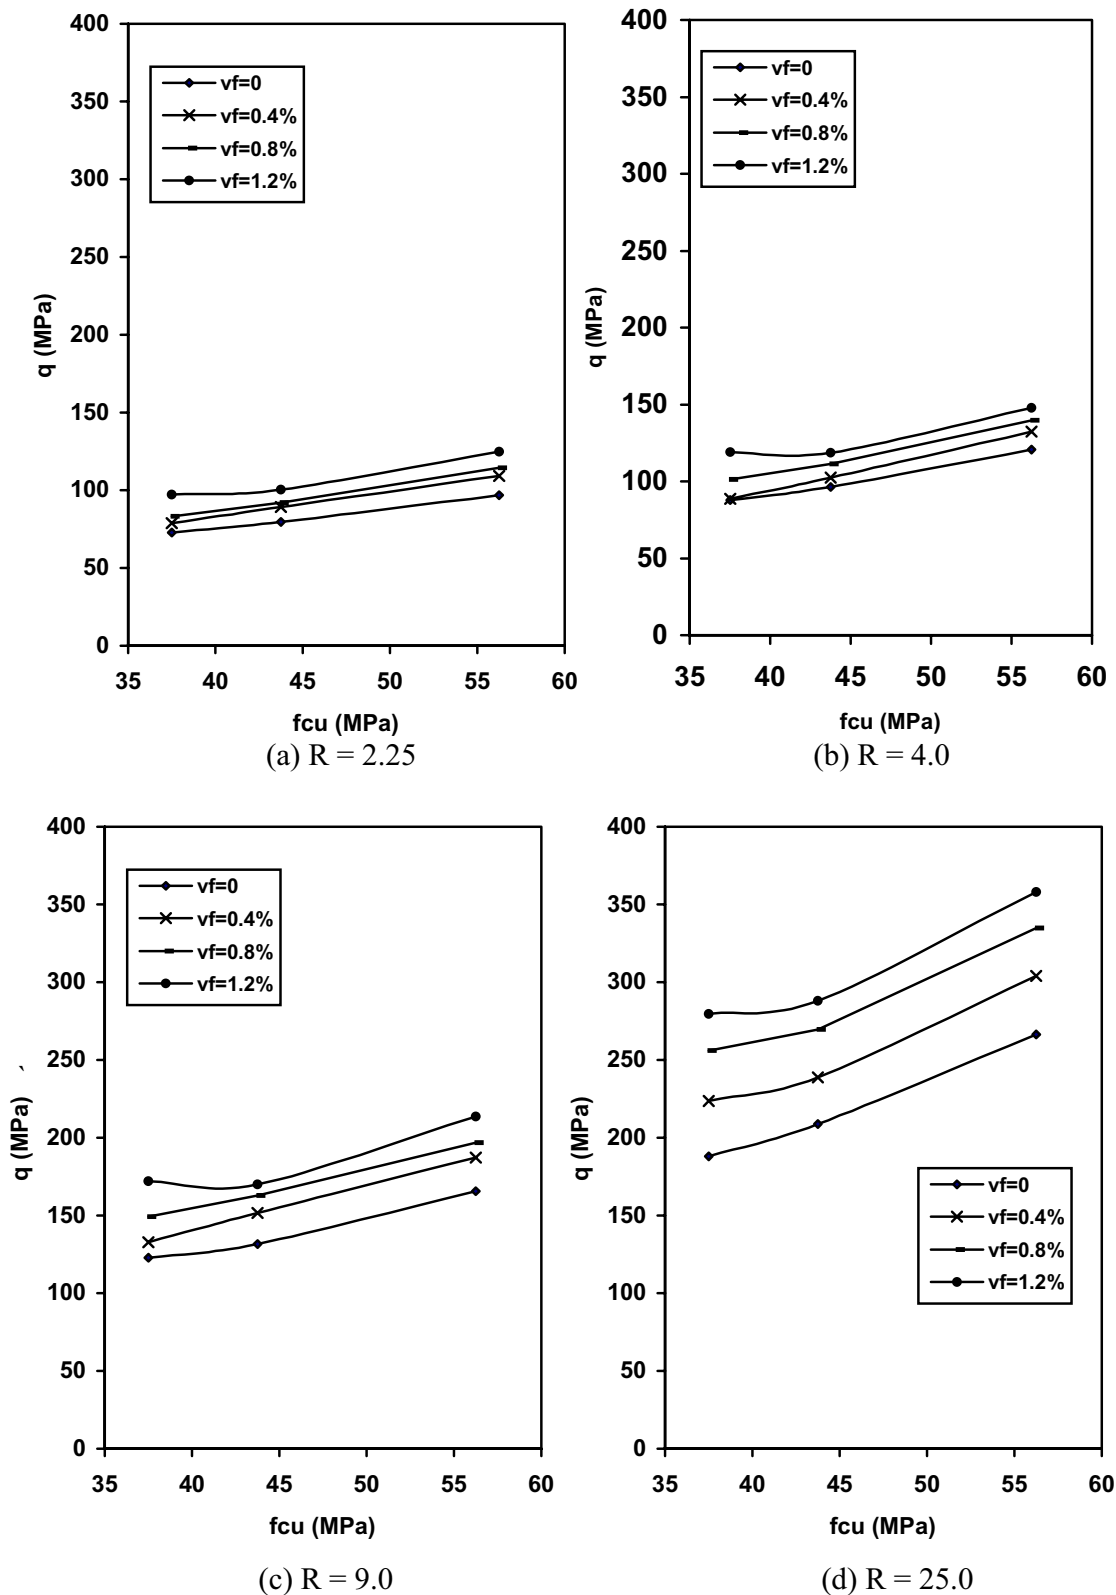 400
350
300
250
200
150
100
50
0
q (MPa)
vf=0
vf=0.4%
vf=0.8%
vf=1.2%
35 40 45 50 55 60
fcu (MPa)
(a) R = 2.25
400
350
300
250
200
150
100
50
0
q (MPa)
vf=0
vf=0.4%
vf=0.8%
vf=1.2%
35 40 45 50 55 60
fcu (MPa)
(b) R = 4.0
400
350
300
250
200
150
100
50
0
q (MPa)
vf=0
vf=0.4%
vf=0.8%
vf=1.2%
35 40 45 50 55 60
fcu (MPa)
(c) R = 9.0
400
350
300
250
200
150
100
50
0
q (MPa)
vf=0
vf=0.4%
vf=0.8%
vf=1.2%
35 40 45 50 55 60
fcu (MPa)
(d) R = 25.0